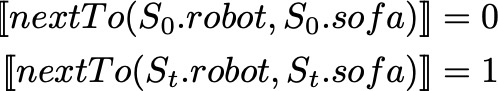 ⟦nextTo(S₀.robot, S₀.sofa)⟧ = 0
⟦nextTo(Sₜ.robot, Sₜ.sofa)⟧ = 1